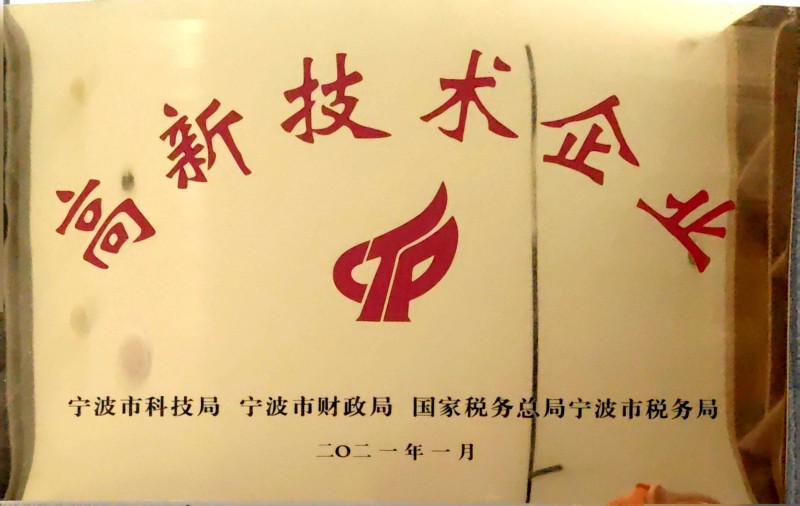 高新技术企业
宁波市科技局 宁波市财政局 国家税务总局宁波市税务局
二〇二一年一月